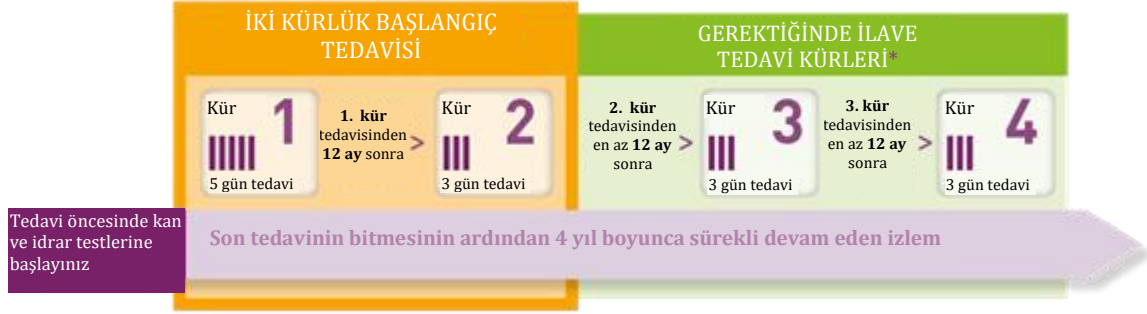 İKİ KÜRLÜK BAŞLANGIÇ
TEDAVİSİ
GEREKTİĞİNDE İLAVE
TEDAVİ KÜRLERİ*
Kür 1
5 gün tedavi
1. kür
tedavisinden
12 ay sonra >
Kür 2
3 gün tedavi
2. kür
tedavisinden
en az 12 ay >
sonra
Kür 3
3 gün tedavi
3. kür
tedavisinden
en az 12 ay >
sonra
Kür 4
3 gün tedavi
Tedavi öncesinde kan
ve idrar testlerine
başlayınız
Son tedavinin bitmesinin ardından 4 yıl boyunca sürekli devam eden izlem